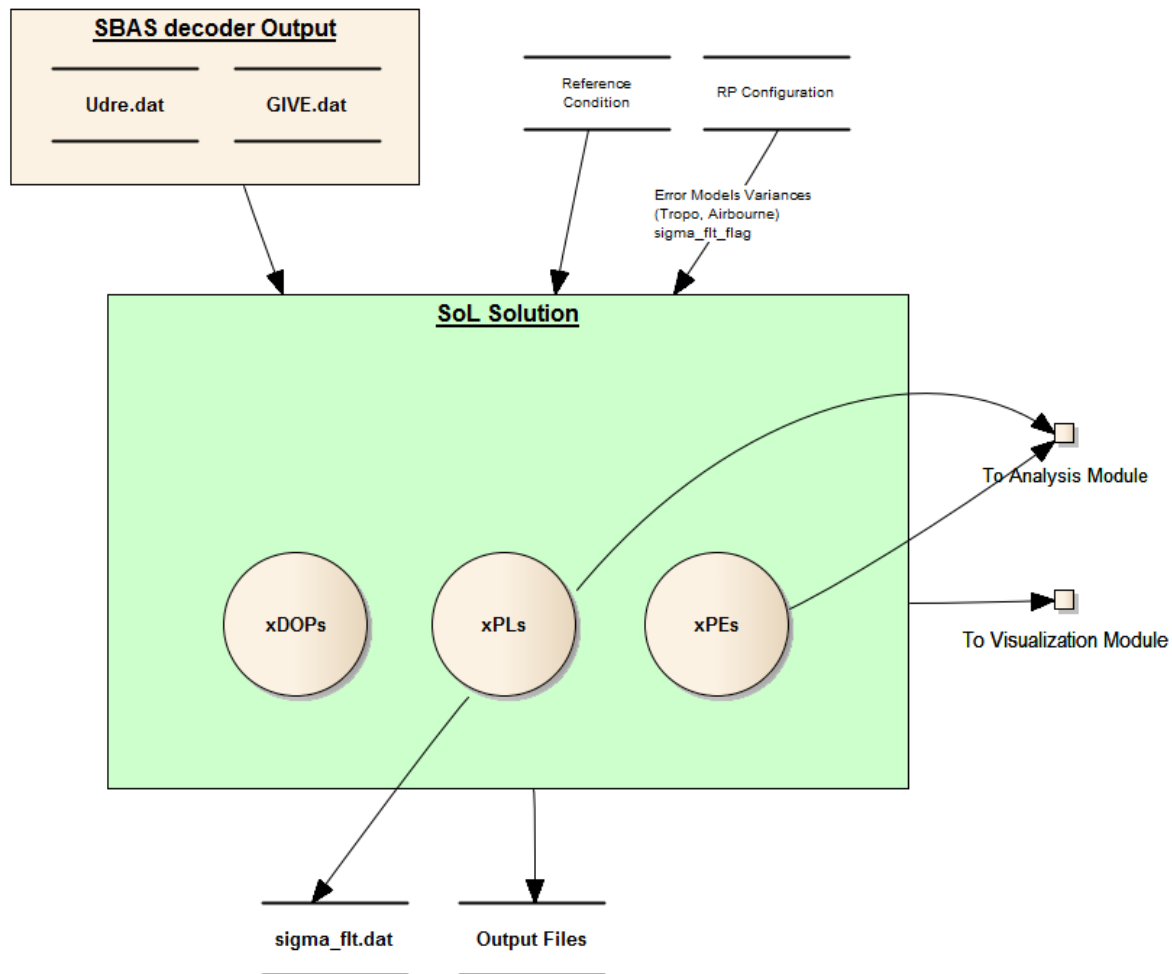 SBAS decoder Output
Udre.dat
GIVE.dat
Reference
Condition
RP Configuration
Error Models Variances
(Tropo, Airbourne)
sigma_flt_flag
SoL Solution
To Analysis Module
xDOPs
xPLs
xPEs
To Visualization Module
sigma_flt.dat
Output Files